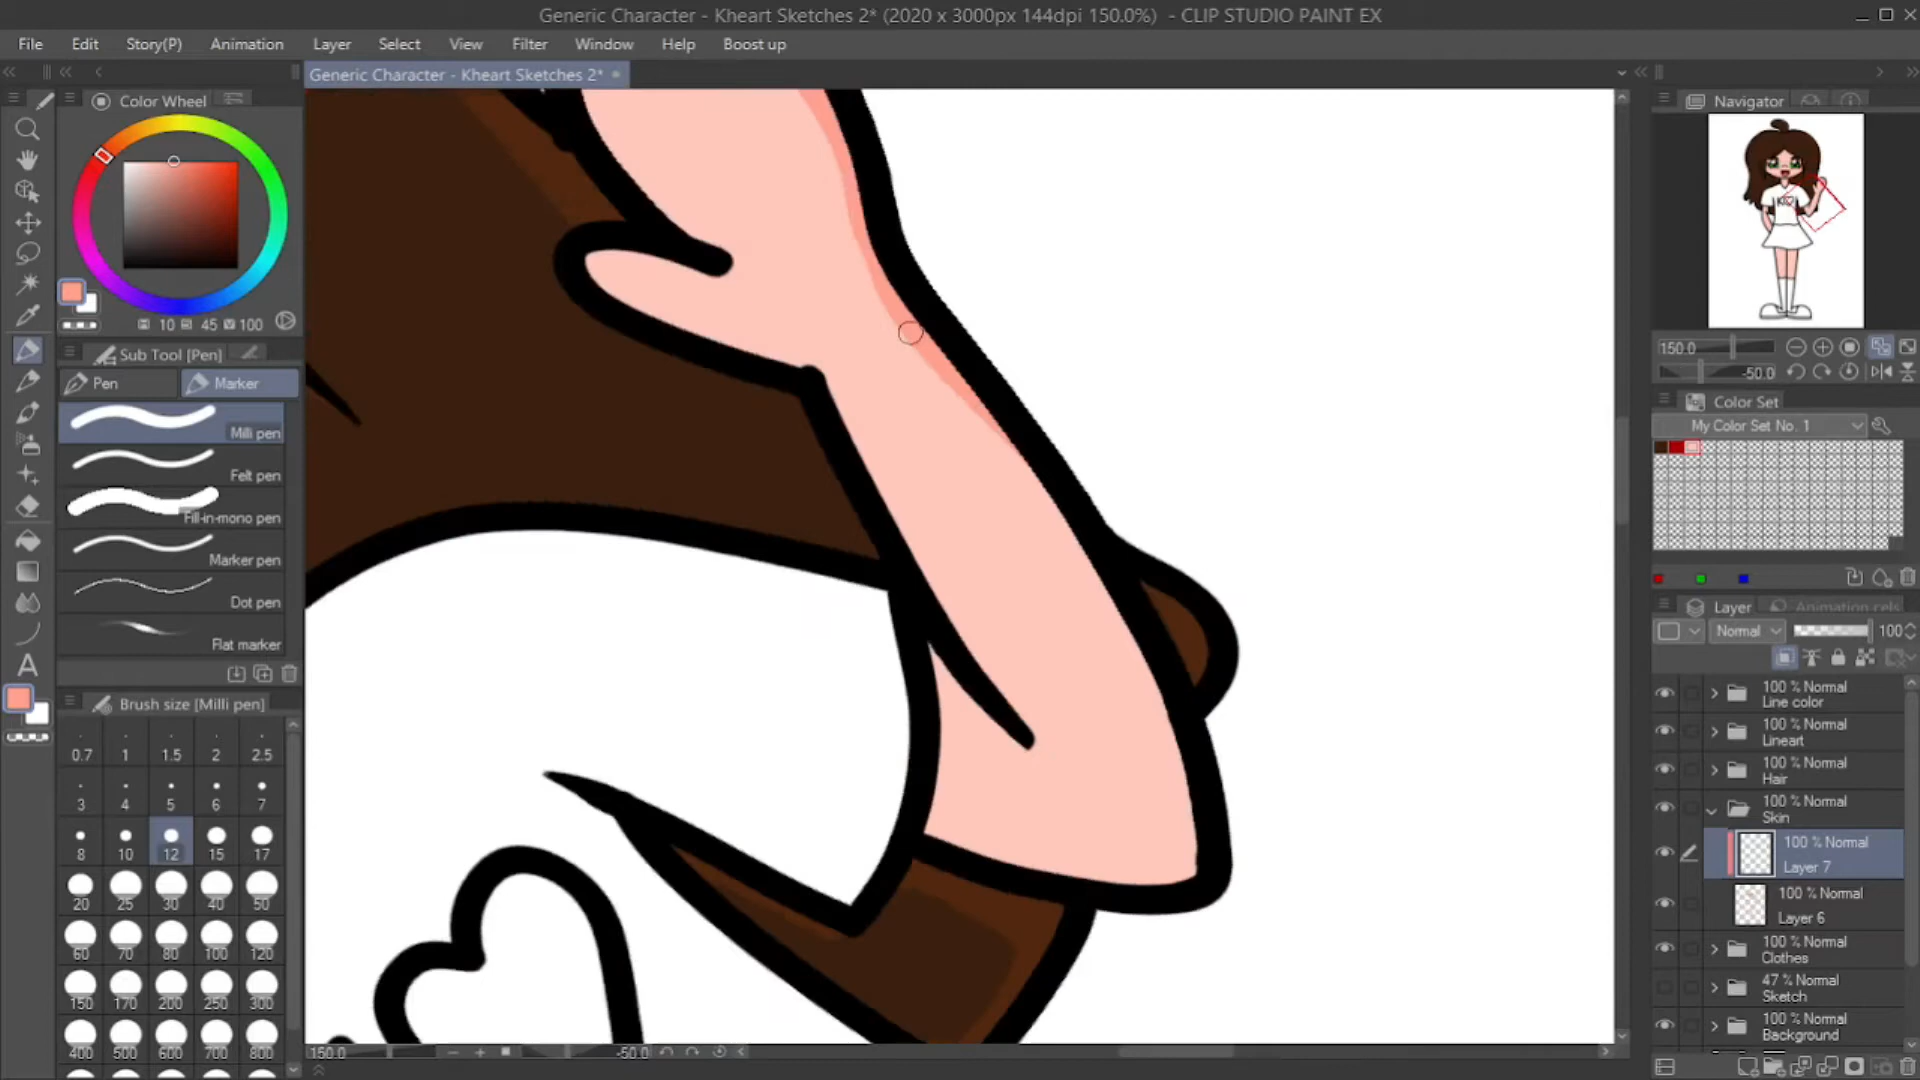 Generic Character - Kheart Sketches 2* (2020 x 3000px 144dpi 150.0%) - CLIP STUDIO PAINT EX
File Edit Story(P) Animation Layer Select View Filter Window Help Boost up
Generic Character - Kheart Sketches 2*
Color Wheel
10 45 V 100
Sub Tool [Pen]
Pen Marker
Milli pen
Felt pen
Fill-in-mono pen
Marker pen
Dot pen
Flat marker
A
Brush size [Milli pen]
0.7 1 1.5 2 2.5
3 4 5 6 7
8 10 12 15 17
20 25 30 40 50
60 70 80 100 120
150 170 200 250 300
400 500 600 700 800
150.0 -50.0
Navigator
150.0
-50.0
Color Set
My Color Set No. 1
Layer Animation cels
Normal 100
100 % Normal
Line color
100 % Normal
Lineart
100 % Normal
Hair
100 % Normal
Skin
100 % Normal
Layer 7
100 % Normal
Layer 6
100 % Normal
Clothes
47 % Normal
Sketch
100 % Normal
Background